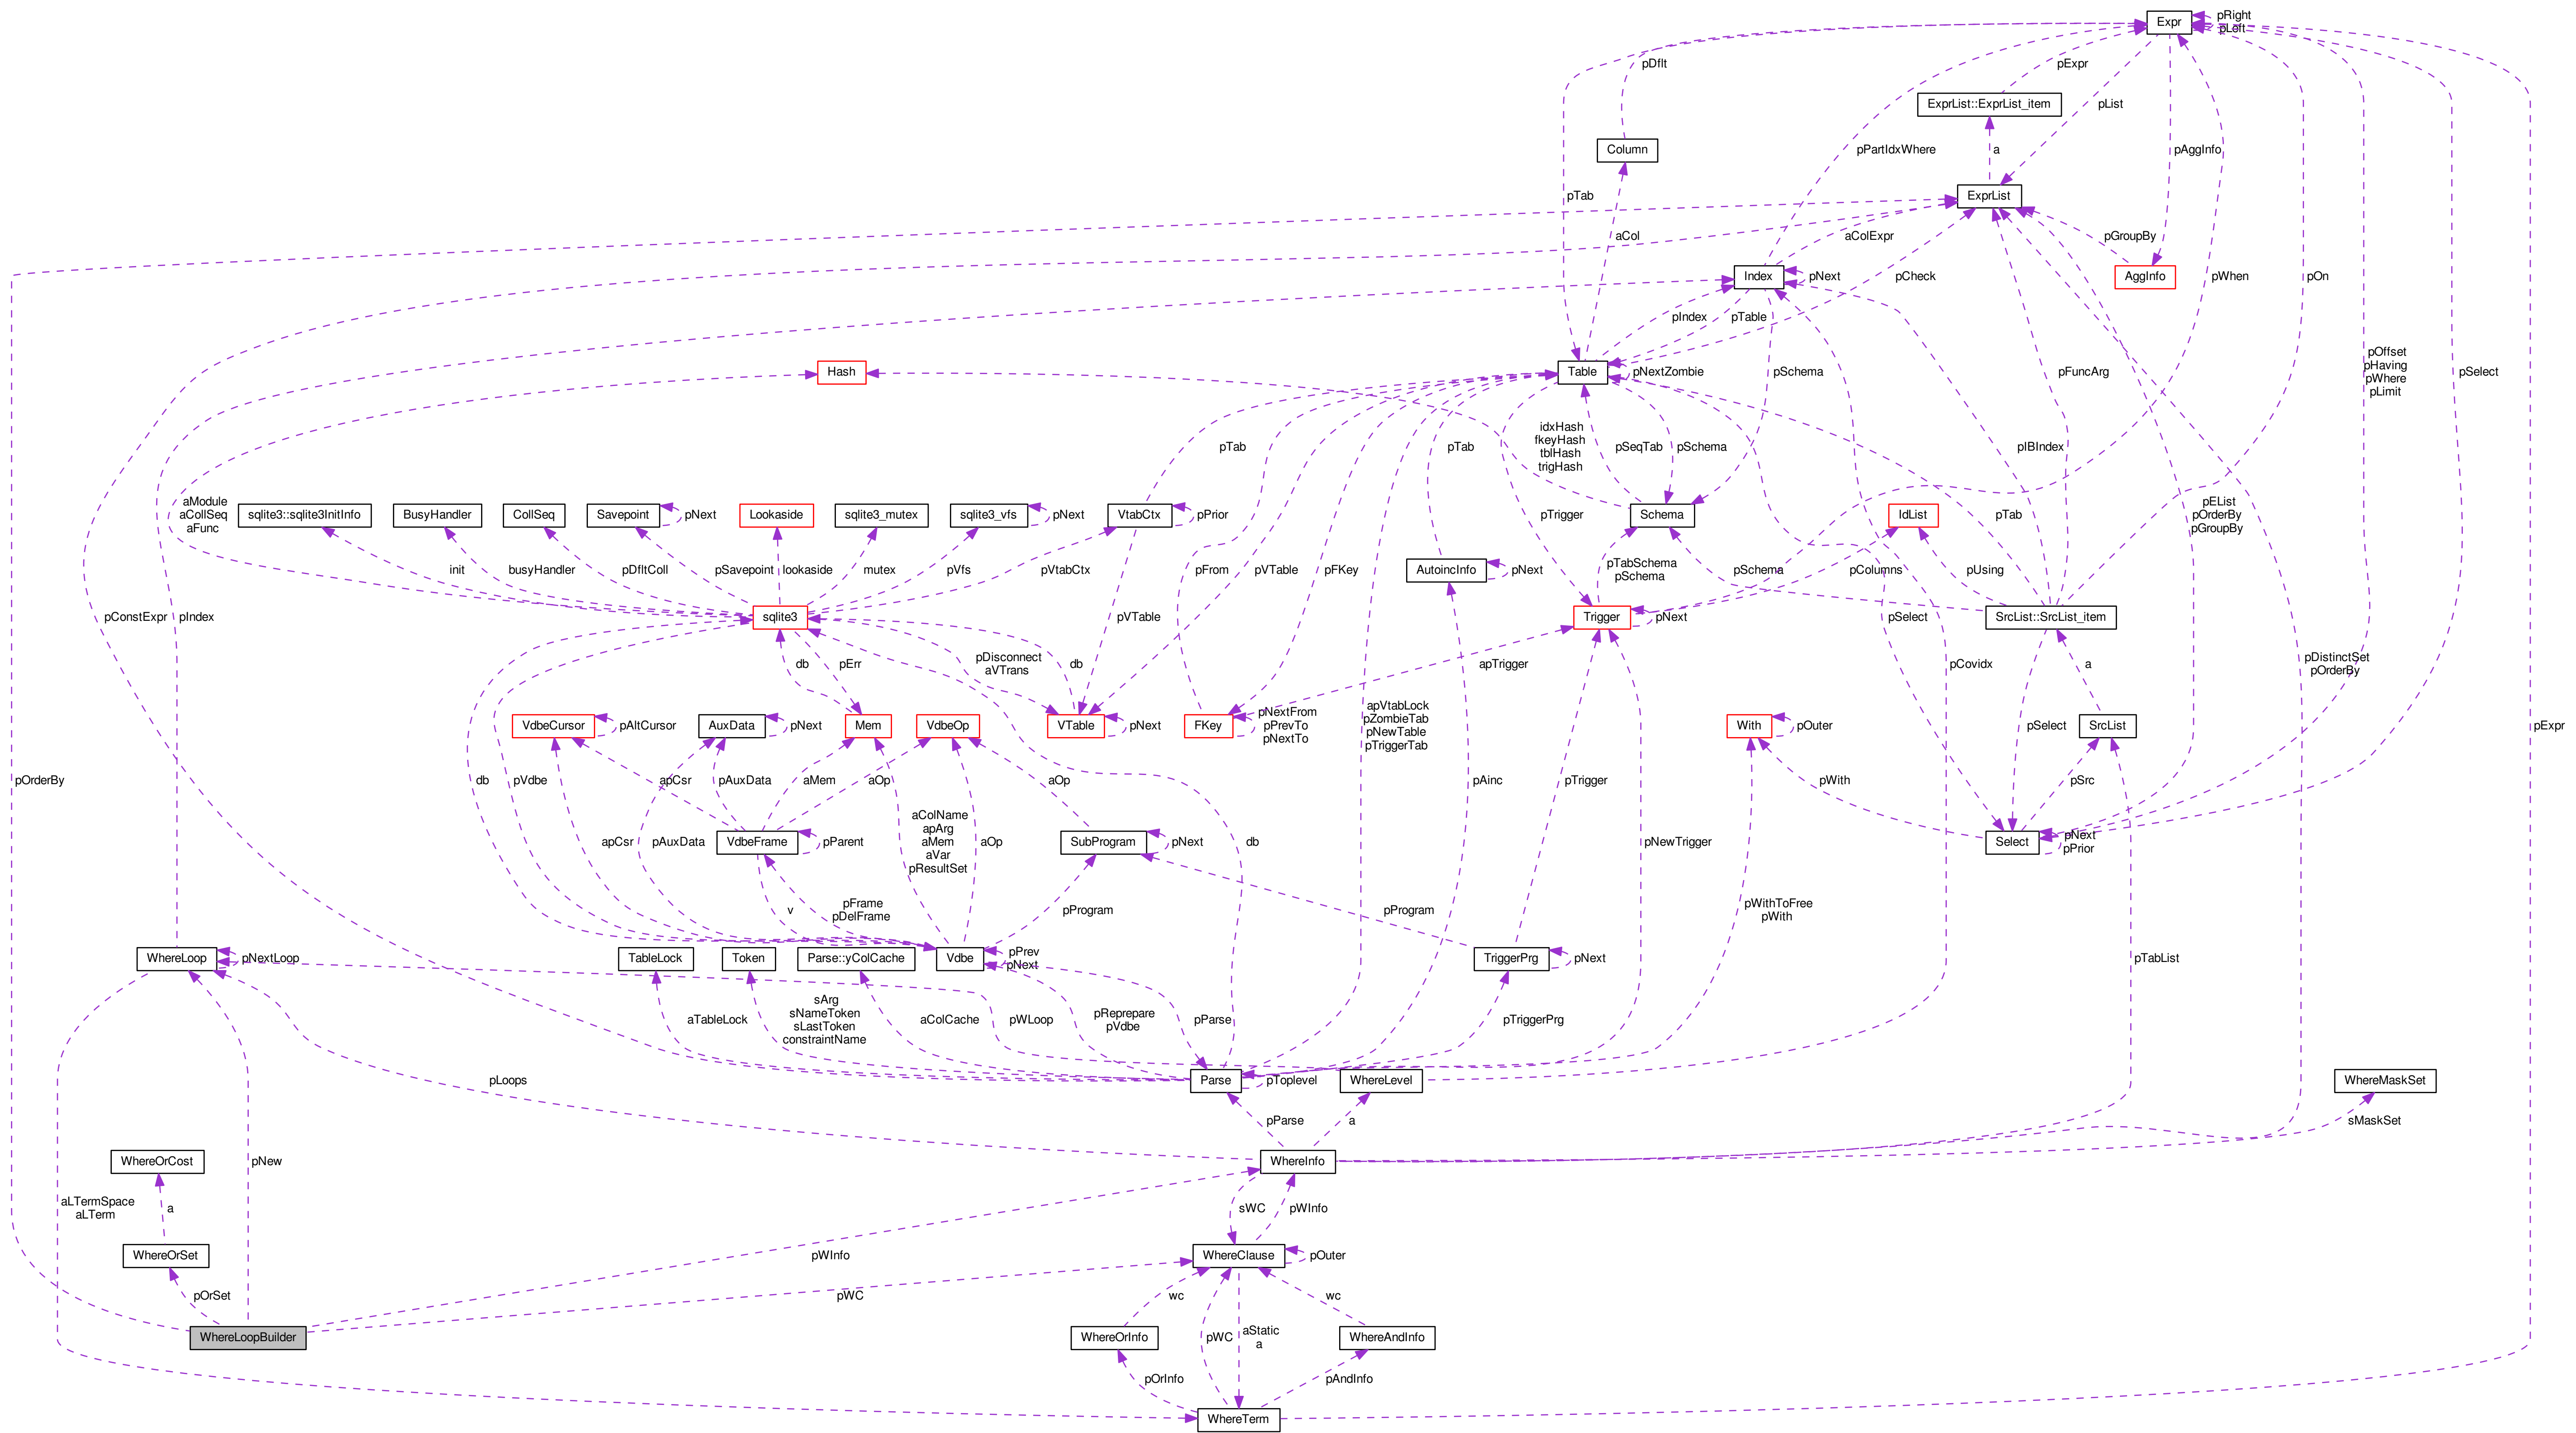 Expr
pRight
pLeft
pDflt
pExpr
ExprList::ExprList_item
pList
Column
pPartIdxWhere
a
pAggInfo
pTab
ExprList
aCol
aColExpr
pGroupBy
Index
pNext
pCheck
AggInfo
pWhen
pOn
pIndex
pTable
Hash
Table
pNextZombie
pSchema
pFuncArg
pOffset
pHaving
pWhere
pLimit
pSelect
pTab
idxHash
fkeyHash
tblHash
trigHash
pTab
pSeqTab
pSchema
pIBIndex
aModule
aCollSeq
aFunc
sqlite3::sqlite3InitInfo
BusyHandler
CollSeq
Savepoint
pNext
Lookaside
sqlite3_mutex
sqlite3_vfs
pNext
VtabCtx
pPrior
pTrigger
Schema
IdList
pTab
pEList
pOrderBy
pGroupBy
init
busyHandler
pDfltColl
pSavepoint
lookaside
mutex
pVfs
pVtabCtx
pFrom
pVTable
pFKey
AutoincInfo
pNext
pTabSchema
pSchema
pSchema
pColumns
pUsing
pConstExpr
pIndex
sqlite3
pVTable
Trigger
pNext
pSelect
SrcList::SrcList_item
db
pErr
pDisconnect
aVTrans
db
apTrigger
pCovidx
a
pDistinctSet
pOrderBy
VdbeCursor
pAltCursor
AuxData
pNext
Mem
VdbeOp
VTable
pNext
FKey
pNextFrom
pPrevTo
pNextTo
apVtabLock
pZombieTab
pNewTable
pTriggerTab
With
pOuter
pSelect
SrcList
pExpr
pOrderBy
db
pVdbe
apCsr
pAuxData
aMem
aOp
aOp
pAinc
pTrigger
pWith
pSrc
apCsr
pAuxData
VdbeFrame
pParent
aColName
apArg
aMem
aVar
pResultSet
aOp
SubProgram
pNext
db
pNewTrigger
Select
pNext
pPrior
v
pFrame
pDelFrame
pProgram
pProgram
pWithToFree
pWith
WhereLoop
pNextLoop
TableLock
Token
Parse::yColCache
Vdbe
pPrev
pNext
TriggerPrg
pNext
pTabList
aTableLock
sArg
sNameToken
sLastToken
constraintName
aColCache
pWLoop
pReprepare
pVdbe
pParse
pTriggerPrg
pLoops
Parse
pToplevel
WhereLevel
WhereMaskSet
pParse
a
sMaskSet
WhereOrCost
pNew
WhereInfo
aLTermSpace
aLTerm
a
sWC
pWInfo
WhereOrSet
pWInfo
WhereClause
pOuter
pOrSet
pWC
wc
wc
WhereLoopBuilder
WhereOrInfo
pWC
aStatic
a
WhereAndInfo
pOrInfo
pAndInfo
WhereTerm